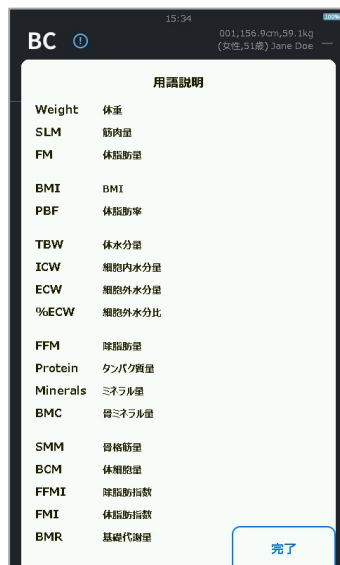 15:34
100%
BC
001,156.9cm,59.1kg
(女性,51歳) Jane Doe
用語説明
Weight 体重
SLM 筋肉量
FM 体脂肪量
BMI BMI
PBF 体脂肪率
TBW 体水分量
ICW 細胞内水分量
ECW 細胞外水分量
%ECW 細胞外水分比
FFM 除脂肪量
Protein タンパク質量
Minerals ミネラル量
BMC 骨ミネラル量
SMM 骨格筋量
BCM 体細胞量
FFMI 除脂肪指数
FMI 体脂肪指数
BMR 基礎代謝量
完了